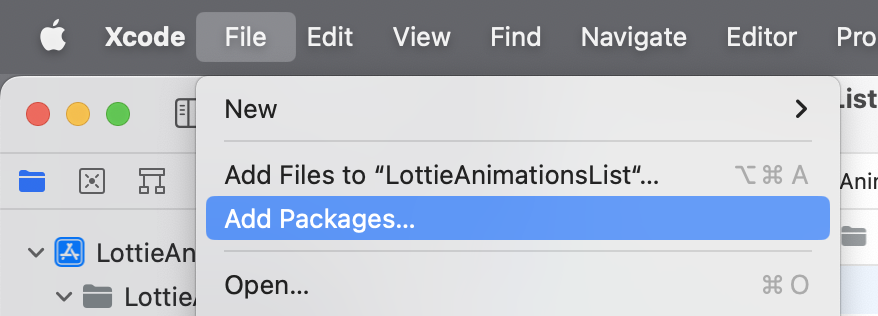 Xcode File Edit View Find Navigate Editor Pro
New
List
Add Files to “LottieAnimationsList“... ⌥⌘ A
Anir
Add Packages...
LottieAn
Open... ⌘ O
Lottie